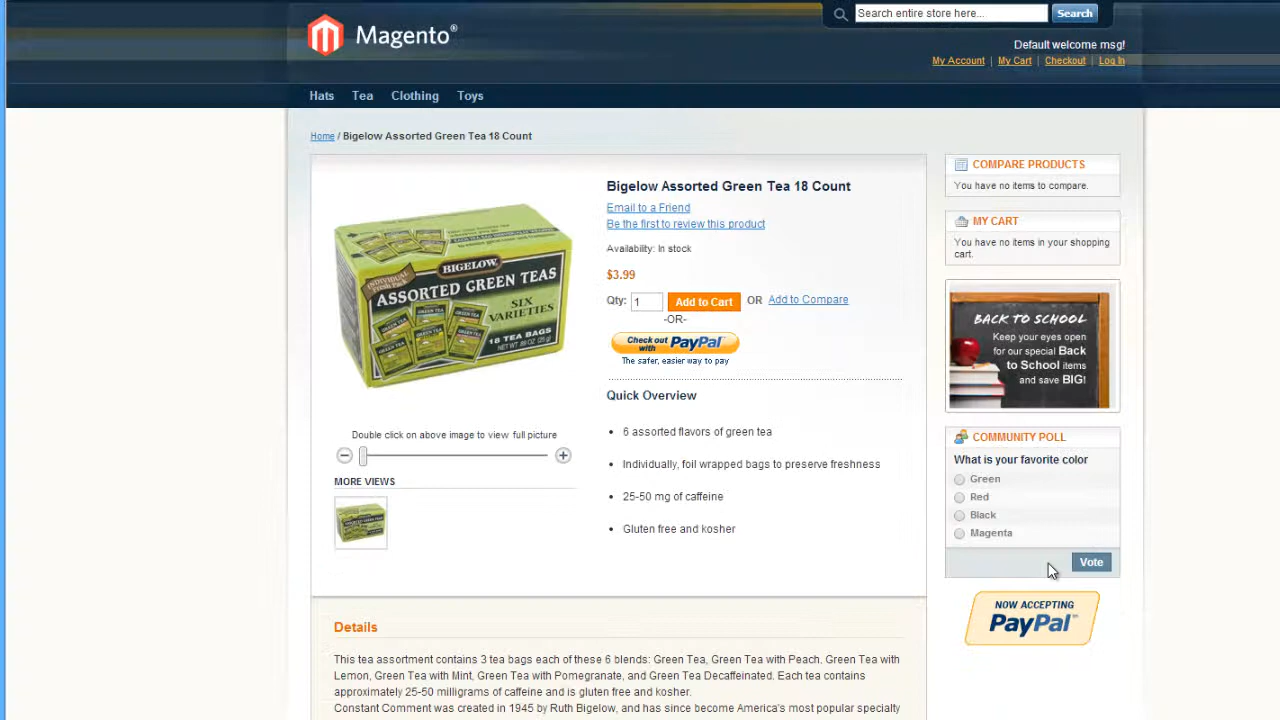 Search entire store here...
Search
Magento®
Default welcome msg!
My Account | My Cart | Checkout | Log In
Hats
Tea
Clothing
Toys
Home / Bigelow Assorted Green Tea 18 Count
INDIVIDUAL
BIGELOW.
ASSORTED GREEN TEAS
SIX
VARIETIES
18 TEA BAGS
Double click on above image to view full picture
MORE VIEWS
Bigelow Assorted Green Tea 18 Count
Email to a Friend
Be the first to review this product
Availability: In stock
$3.99
Qty: 1 Add to Cart OR Add to Compare
-OR-
Check out with PayPal
The safer, easier way to pay
Quick Overview
• 6 assorted flavors of green tea
• Individually, foil wrapped bags to preserve freshness
• 25-50 mg of caffeine
• Gluten free and kosher
Details
This tea assortment contains 3 tea bags each of these 6 blends: Green Tea, Green Tea with Peach. Green Tea with
Lemon, Green Tea with Mint, Green Tea with Pomegranate, and Green Tea Decaffeinated. Each tea contains
approximately 25-50 milligrams of caffeine and is gluten free and kosher.
Constant Comment was created in 1945 by Ruth Bigelow, and has since become America's most popular specialty
COMPARE PRODUCTS
You have no items to compare.
MY CART
You have no items in your shopping
cart.
BACK TO SCHOOL
Keep your eyes open
for our special Back
to School items
and save BIG!
COMMUNITY POLL
What is your favorite color
Green
Red
Black
Magenta
Vote
NOW ACCEPTING
PayPal